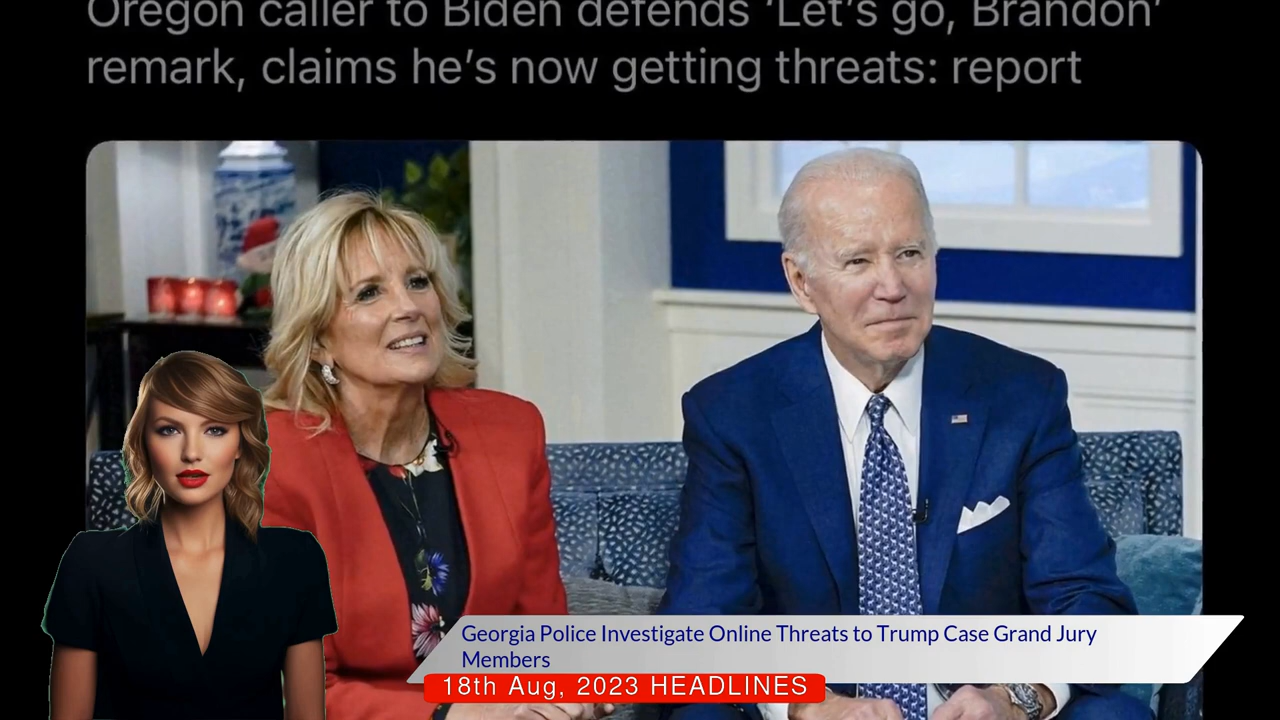 Oregon caller to Biden defends ‘Let’s go, Brandon’
remark, claims he’s now getting threats: report
Georgia Police Investigate Online Threats to Trump Case Grand Jury
Members
18th Aug, 2023 HEADLINES